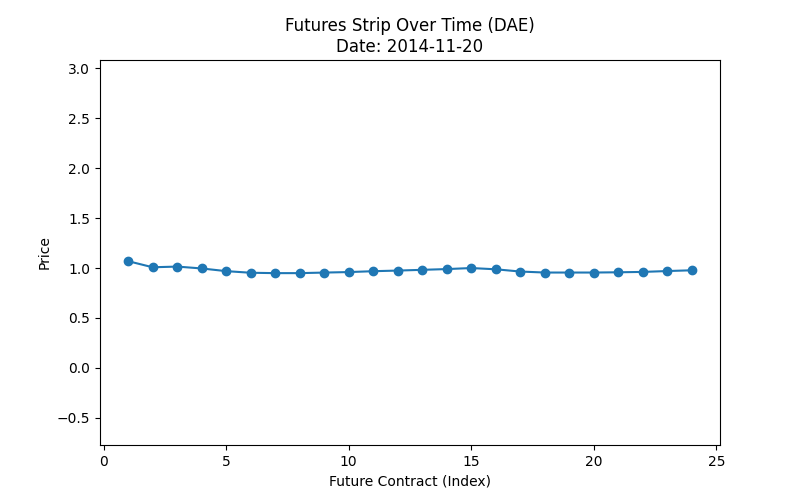 Futures Strip Over Time (DAE)
Date: 2014-11-20
3.0
2.5
2.0
1.5
1.0
0.5
0.0
−0.5
Price
0 5 10 15 20 25
Future Contract (Index)